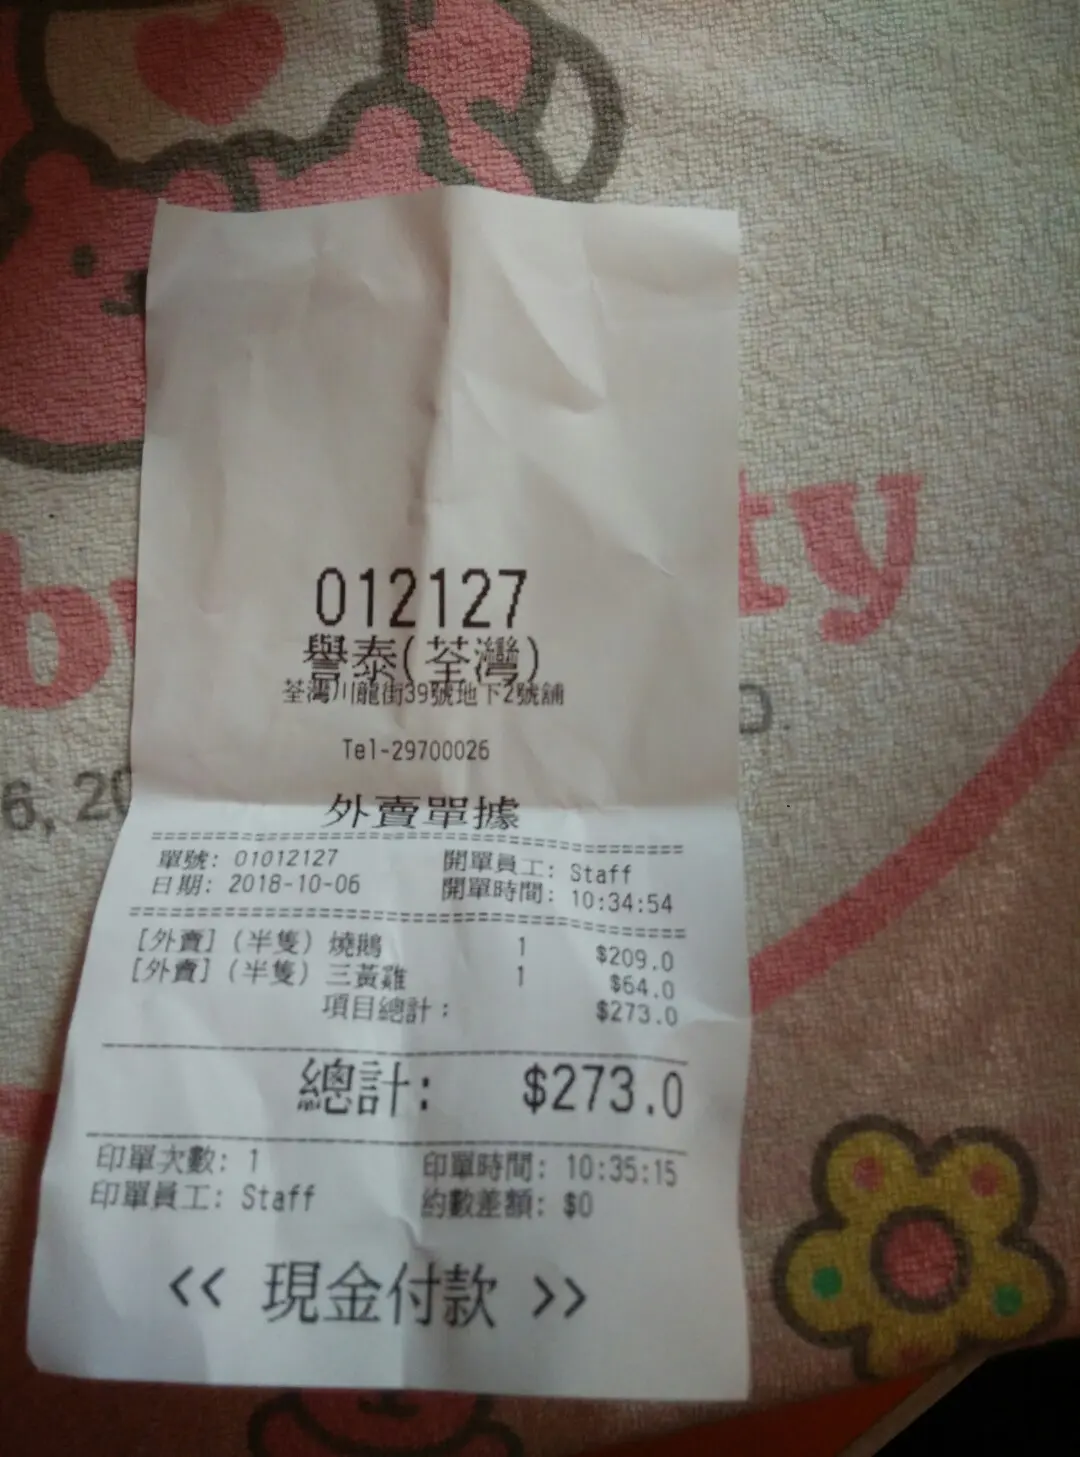 012127
譽泰(荃灣)
荃灣川龍街39號地下2號舖
Tel-29700026
外賣單據
單號: 01012127 開單員工: Staff
日期: 2018-10-06 開單時間: 10:34:54
[外賣] (半隻) 燒鵝 1 $209.0
[外賣] (半隻) 三黃雞 1 $64.0
項目總計: $273.0
總計: $273.0
印單次數: 1 印單時間: 10:35:15
印單員工: Staff 約數差額: $0
<< 現金付款 >>
by
ty
6, 20